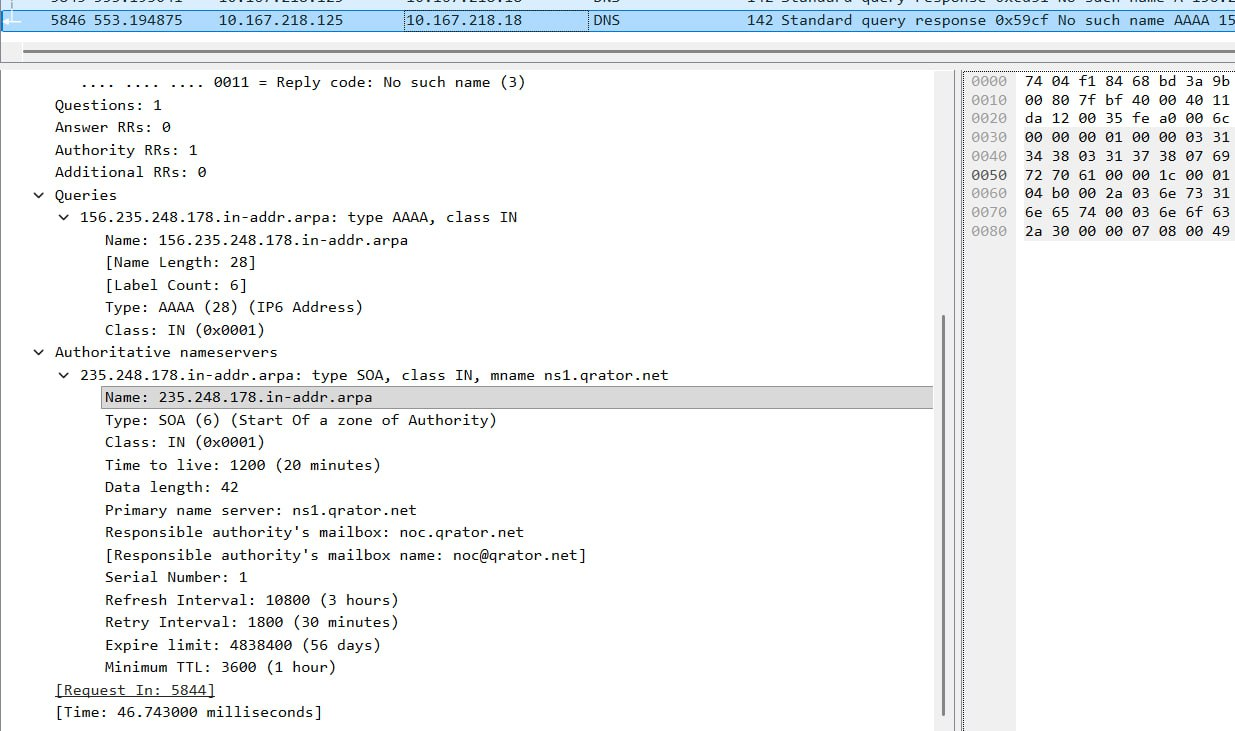 5846 553.194875 10.167.218.125 10.167.218.18 DNS 142 Standard query response 0x59cf No such name AAAA 15
.... .... .... 0011 = Reply code: No such name (3)
Questions: 1
Answer RRs: 0
Authority RRs: 1
Additional RRs: 0
Queries
156.235.248.178.in-addr.arpa: type AAAA, class IN
Name: 156.235.248.178.in-addr.arpa
[Name Length: 28]
[Label Count: 6]
Type: AAAA (28) (IP6 Address)
Class: IN (0x0001)
Authoritative nameservers
235.248.178.in-addr.arpa: type SOA, class IN, mname ns1.qrator.net
Name: 235.248.178.in-addr.arpa
Type: SOA (6) (Start Of a zone of Authority)
Class: IN (0x0001)
Time to live: 1200 (20 minutes)
Data length: 42
Primary name server: ns1.qrator.net
Responsible authority's mailbox: noc.qrator.net
[Responsible authority's mailbox name: noc@qrator.net]
Serial Number: 1
Refresh Interval: 10800 (3 hours)
Retry Interval: 1800 (30 minutes)
Expire limit: 4838400 (56 days)
Minimum TTL: 3600 (1 hour)
[Request In: 5844]
[Time: 46.743000 milliseconds]
0000 74 04 f1 84 68 bd 3a 9b
0010 00 80 7f bf 40 00 40 11
0020 da 12 00 35 fe a0 00 6c
0030 00 00 00 01 00 00 03 31
0040 34 38 03 31 37 38 07 69
0050 72 70 61 00 00 1c 00 01
0060 04 b0 00 2a 03 6e 73 31
0070 6e 65 74 00 03 6e 6f 63
0080 2a 30 00 00 07 08 00 49